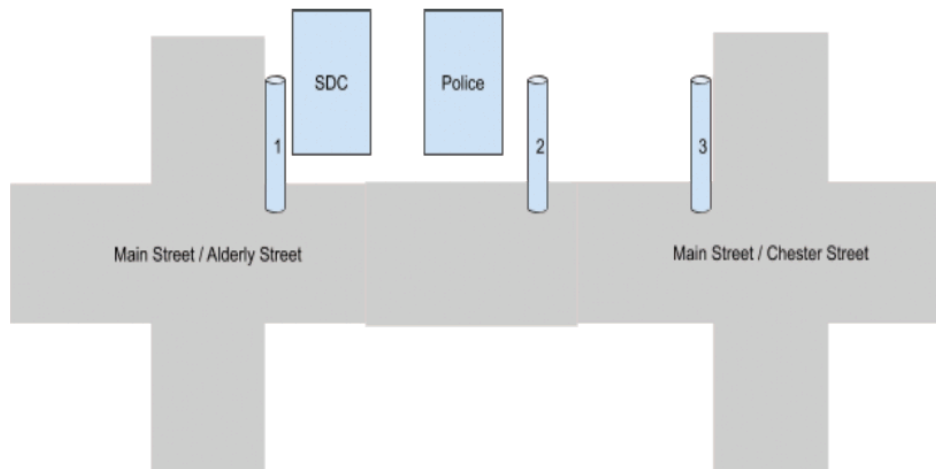 SDC
Police
1
2
3
Main Street / Alderly Street
Main Street / Chester Street